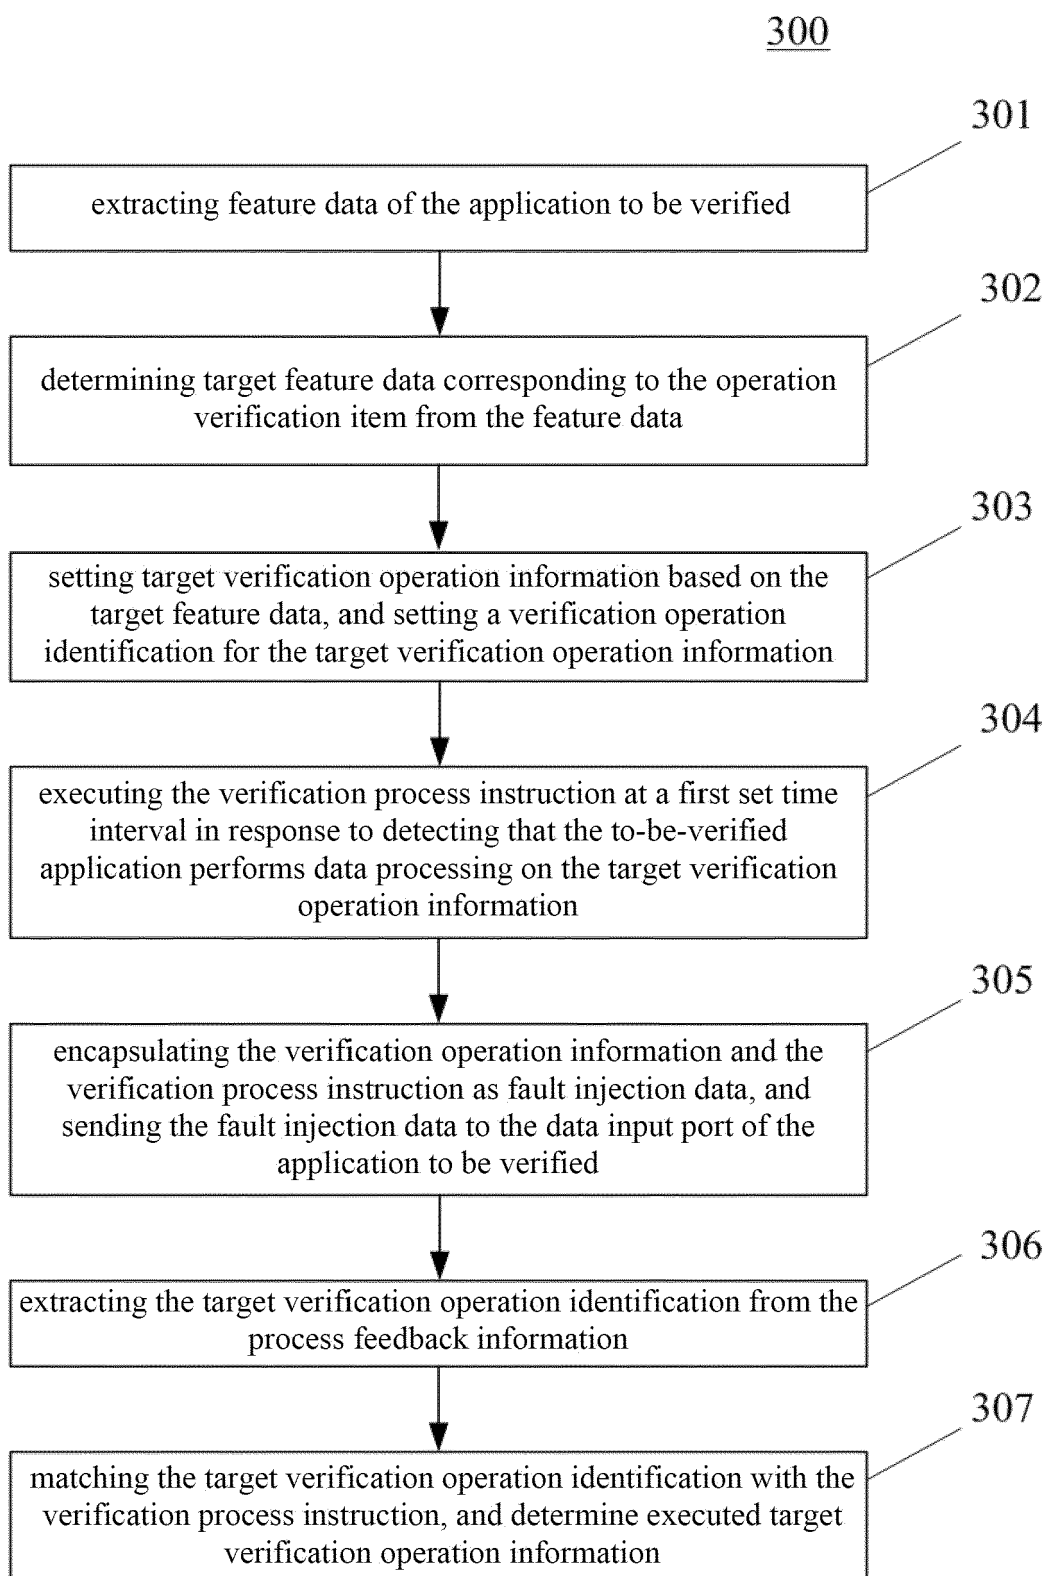 300
301
extracting feature data of the application to be verified
302
determining target feature data corresponding to the operation
verification item from the feature data
303
setting target verification operation information based on the
target feature data, and setting a verification operation
identification for the target verification operation information
304
executing the verification process instruction at a first set time
interval in response to detecting that the to-be-verified
application performs data processing on the target verification
operation information
305
encapsulating the verification operation information and the
verification process instruction as fault injection data, and
sending the fault injection data to the data input port of the
application to be verified
306
extracting the target verification operation identification from the
process feedback information
307
matching the target verification operation identification with the
verification process instruction, and determine executed target
verification operation information